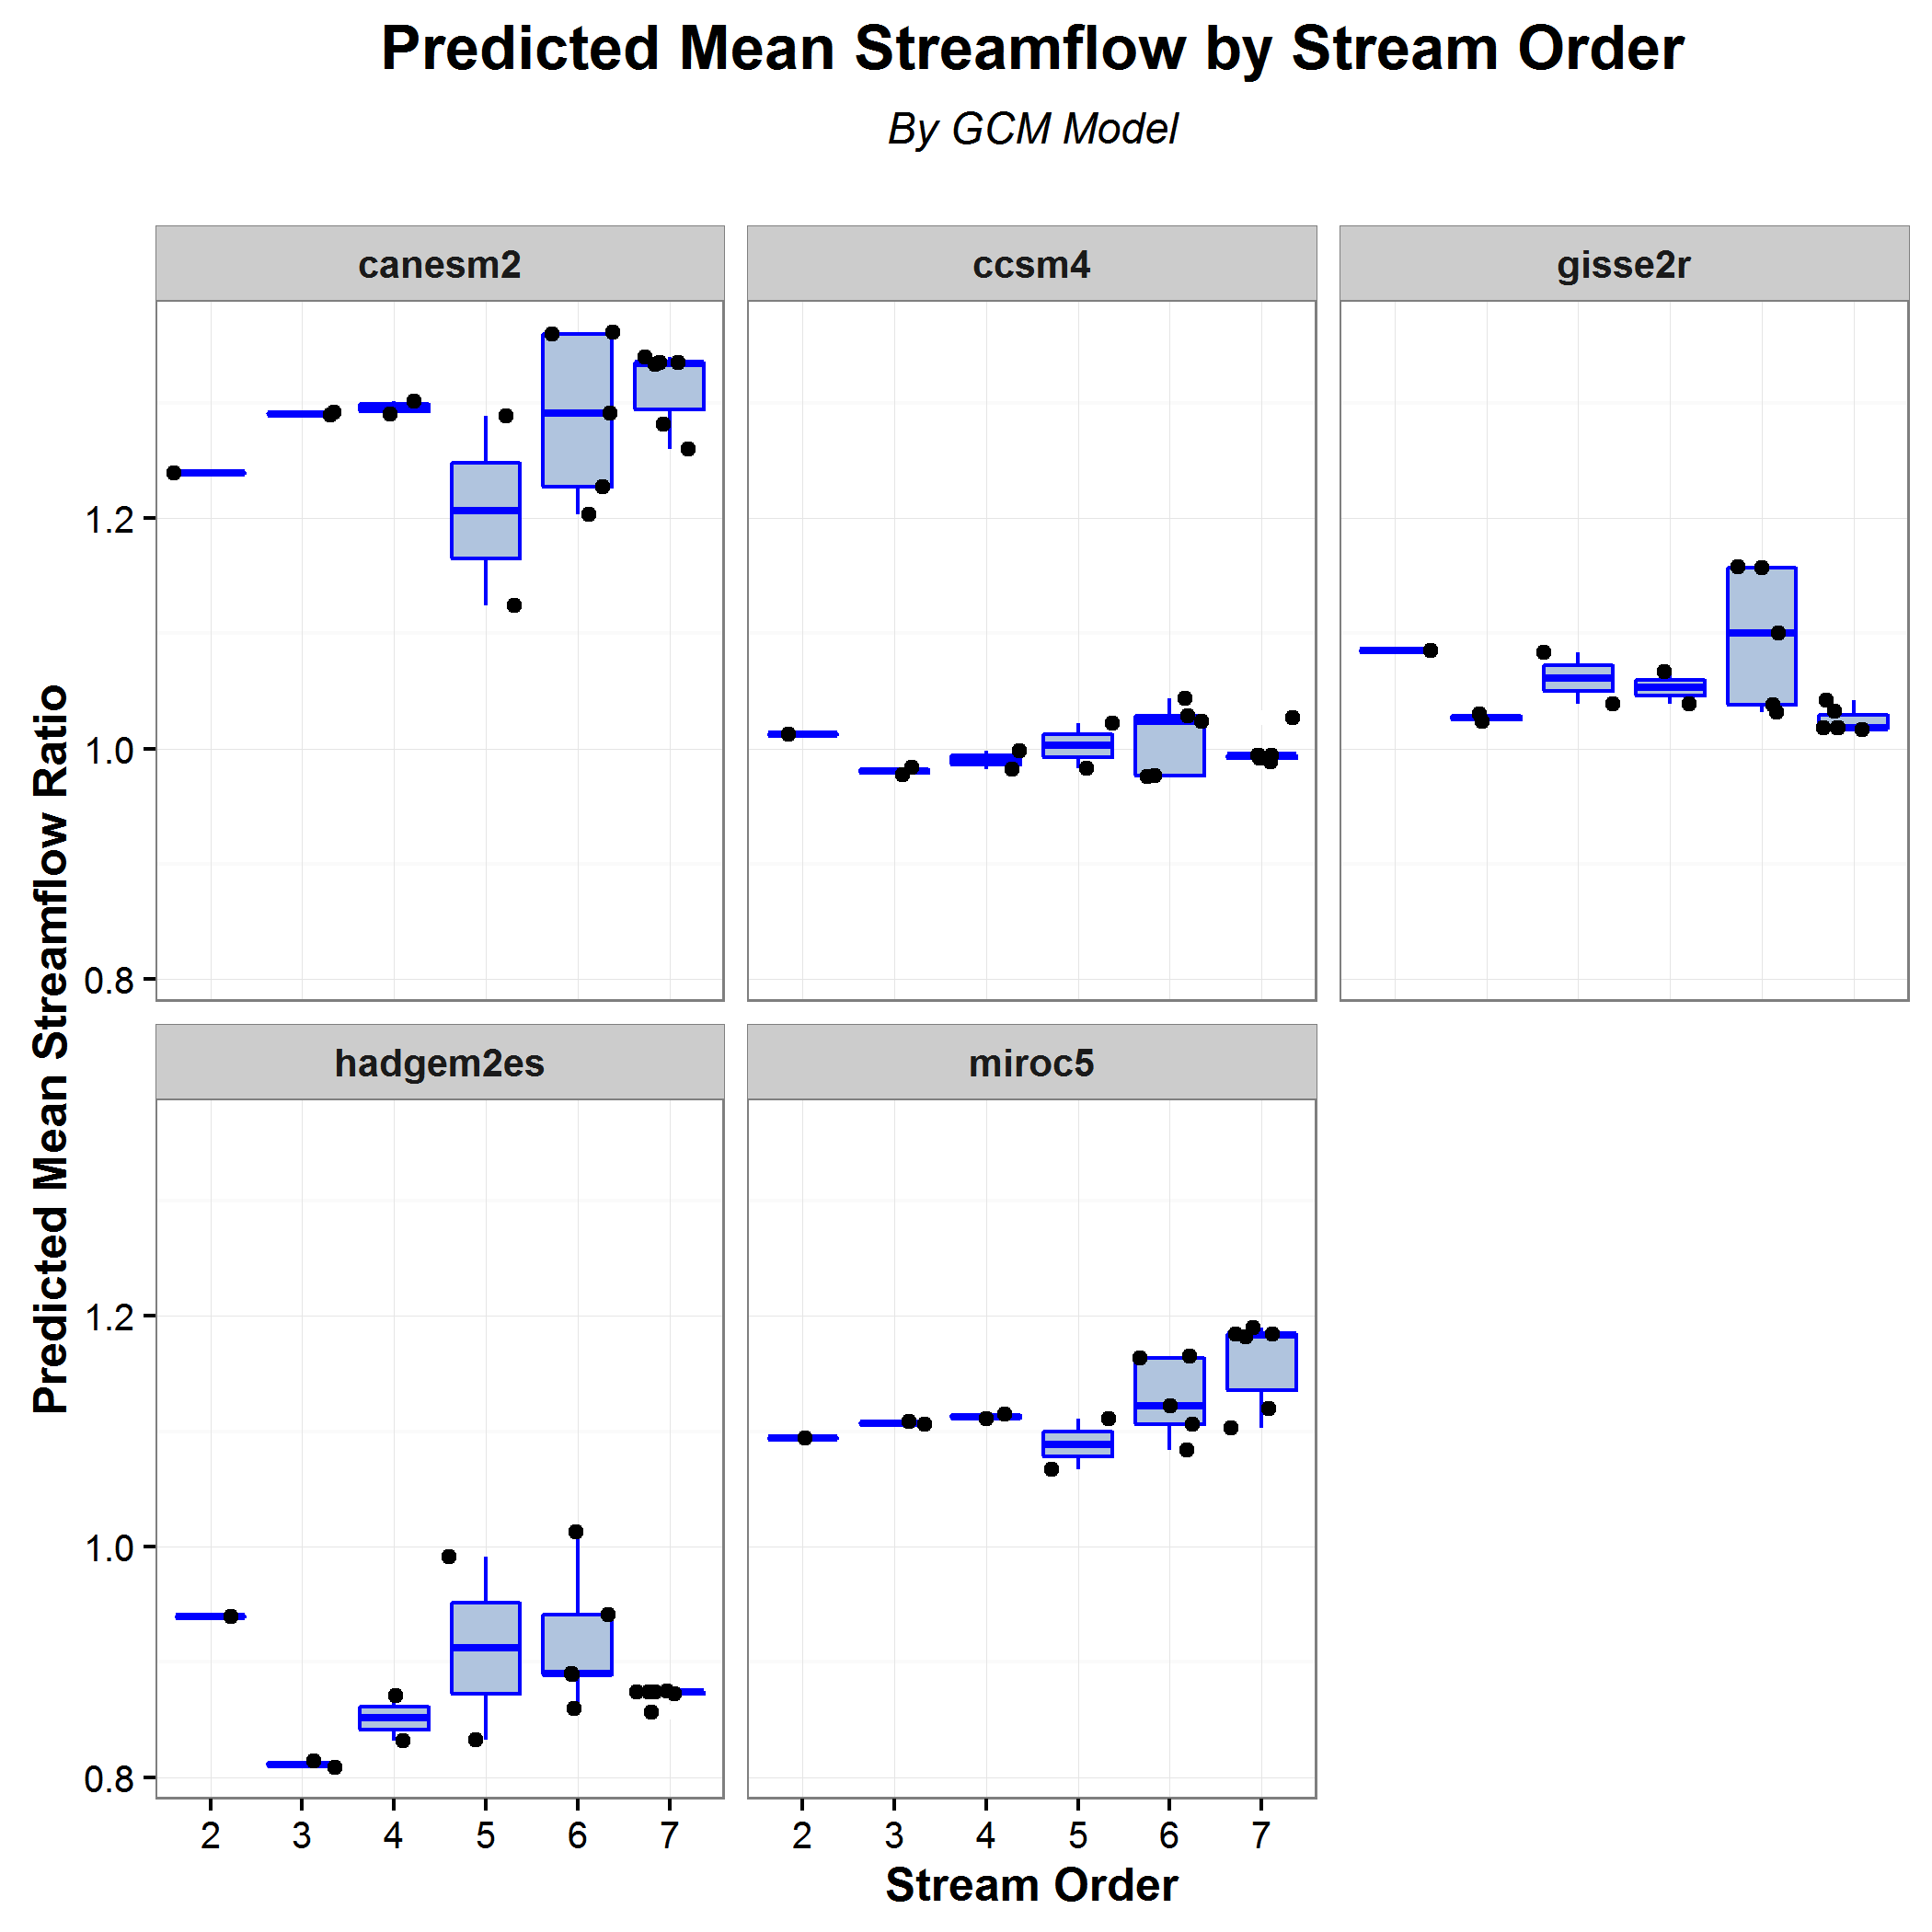 Predicted Mean Streamflow by Stream Order
By GCM Model
canesm2
ccsm4
gisse2r
1.2
1.0
0.8
hadgem2es
miroc5
1.2
1.0
0.8
2 3 4 5 6 7
2 3 4 5 6 7
Stream Order
Predicted Mean Streamflow Ratio